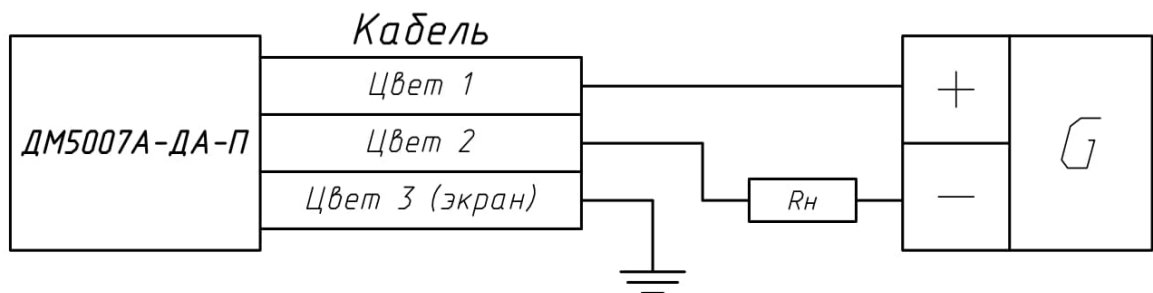 Кабель
Цвет 1
ДМ5007А-ДА-П
Цвет 2
Цвет 3 (экран)
Rн
+
—
G